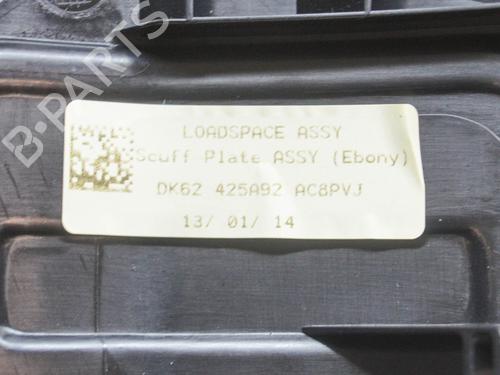 B-PARTS
LOADSPACE ASSY
Scuff Plate ASSY (Ebony)
DK62 425A92 AC8PVJ
13/ 01/ 14